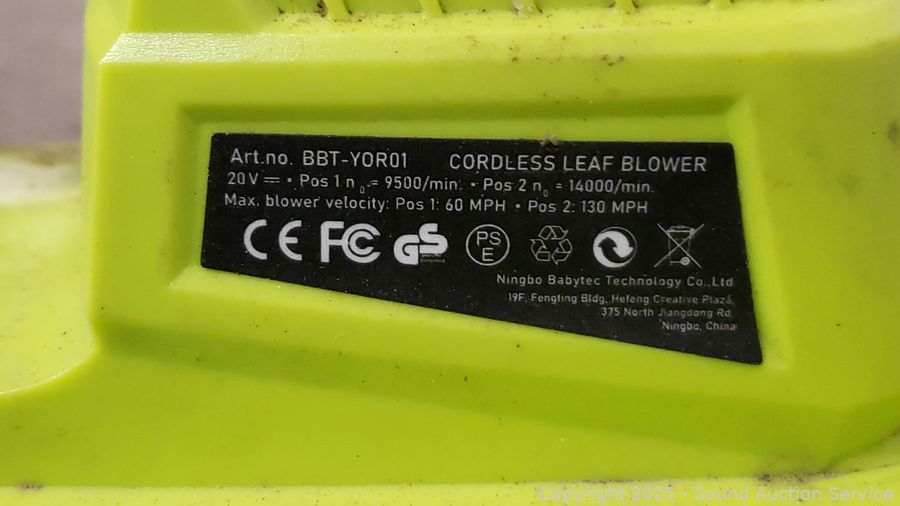 Art.no. BBT-YOR01 CORDLESS LEAF BLOWER
20V ⎓ • Pos 1 n₀ = 9500/min. • Pos 2 n₀ = 14000/min.
Max. blower velocity: Pos 1: 60 MPH • Pos 2: 130 MPH
CE FC GS PS E
Ningbo Babytec Technology Co.,Ltd
19F, Fengting Bldg, Hefeng Creative Plaza,
375 North Jiangdong Rd,
Ningbo, China
Copyright 2025 - Sound Auction Service